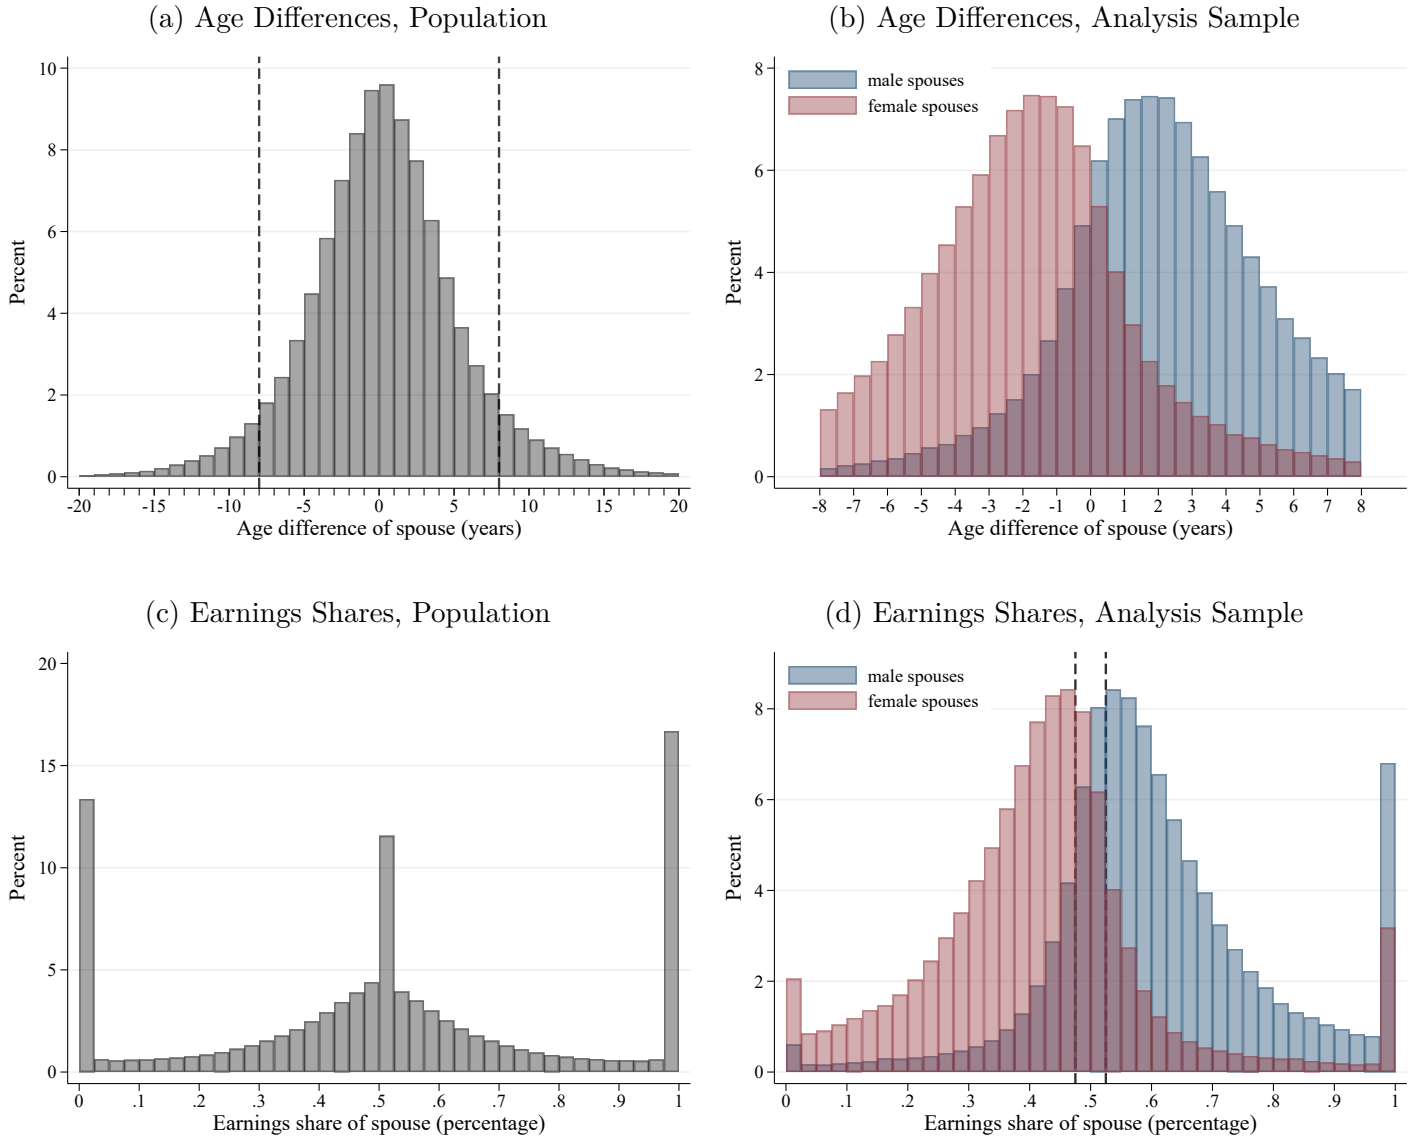 (a) Age Differences, Population
Percent
10
8
6
4
2
0
-20 -15 -10 -5 0 5 10 15 20
Age difference of spouse (years)
(b) Age Differences, Analysis Sample
male spouses
female spouses
Percent
8
6
4
2
0
-8 -7 -6 -5 -4 -3 -2 -1 0 1 2 3 4 5 6 7 8
Age difference of spouse (years)
(c) Earnings Shares, Population
Percent
20
15
10
5
0
0 .1 .2 .3 .4 .5 .6 .7 .8 .9 1
Earnings share of spouse (percentage)
(d) Earnings Shares, Analysis Sample
male spouses
female spouses
Percent
8
6
4
2
0
0 .1 .2 .3 .4 .5 .6 .7 .8 .9 1
Earnings share of spouse (percentage)